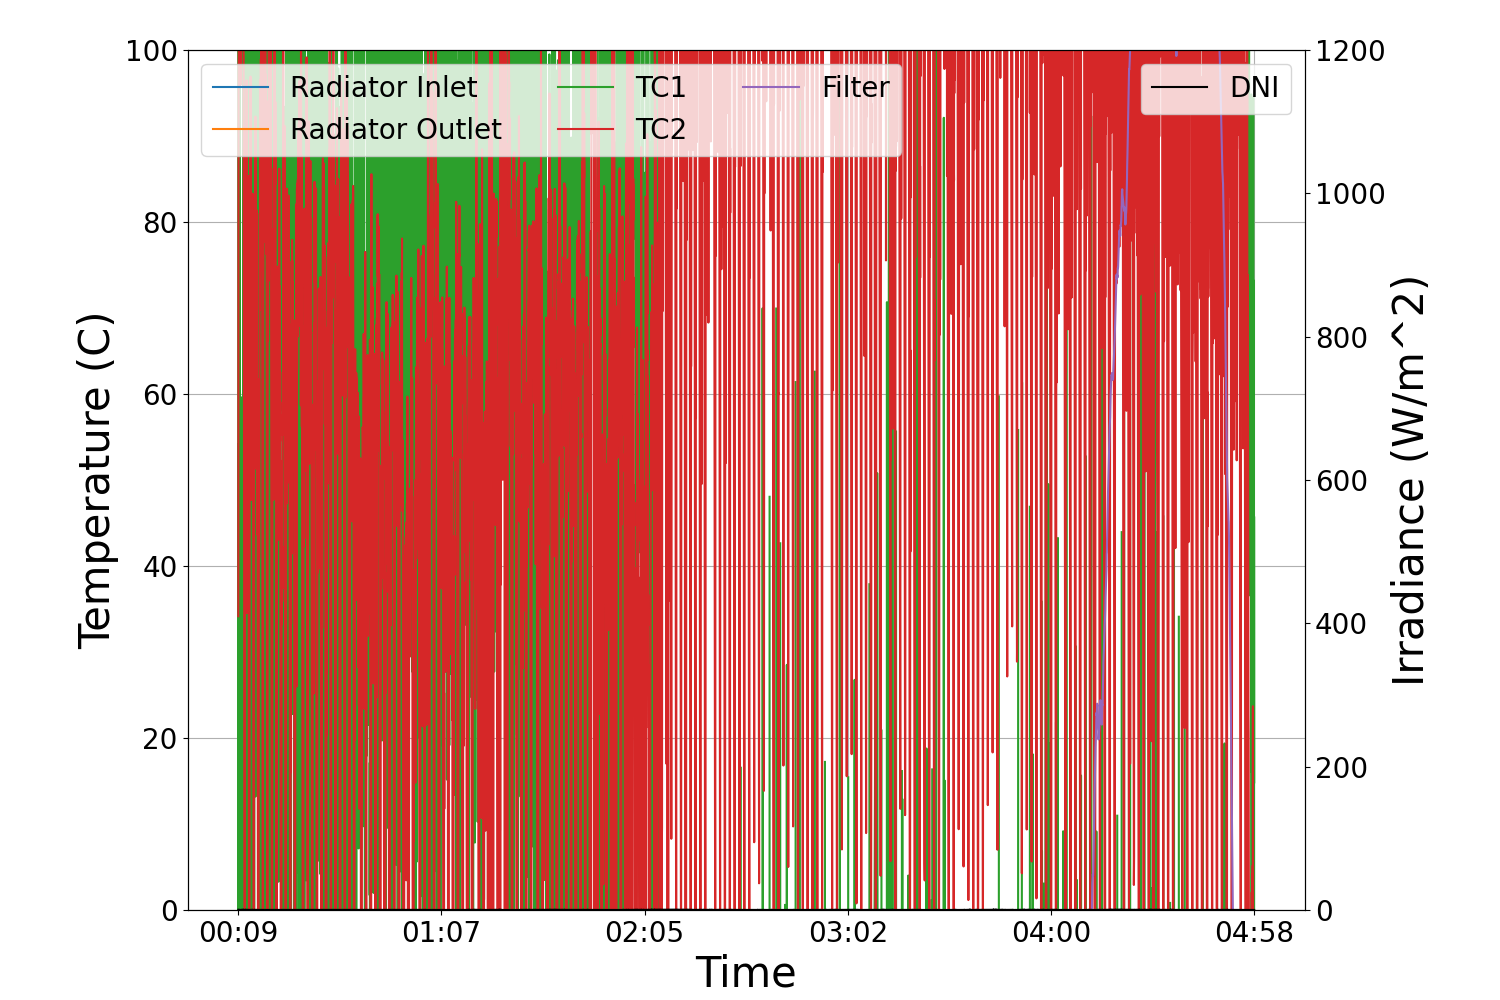 100
80
60
40
20
0
Temperature (C)
Radiator Inlet
Radiator Outlet
TC1
TC2
Filter
DNI
1200
1000
800
600
400
200
0
Irradiance (W/m^2)
00:09 01:07 02:05 03:02 04:00 04:58
Time